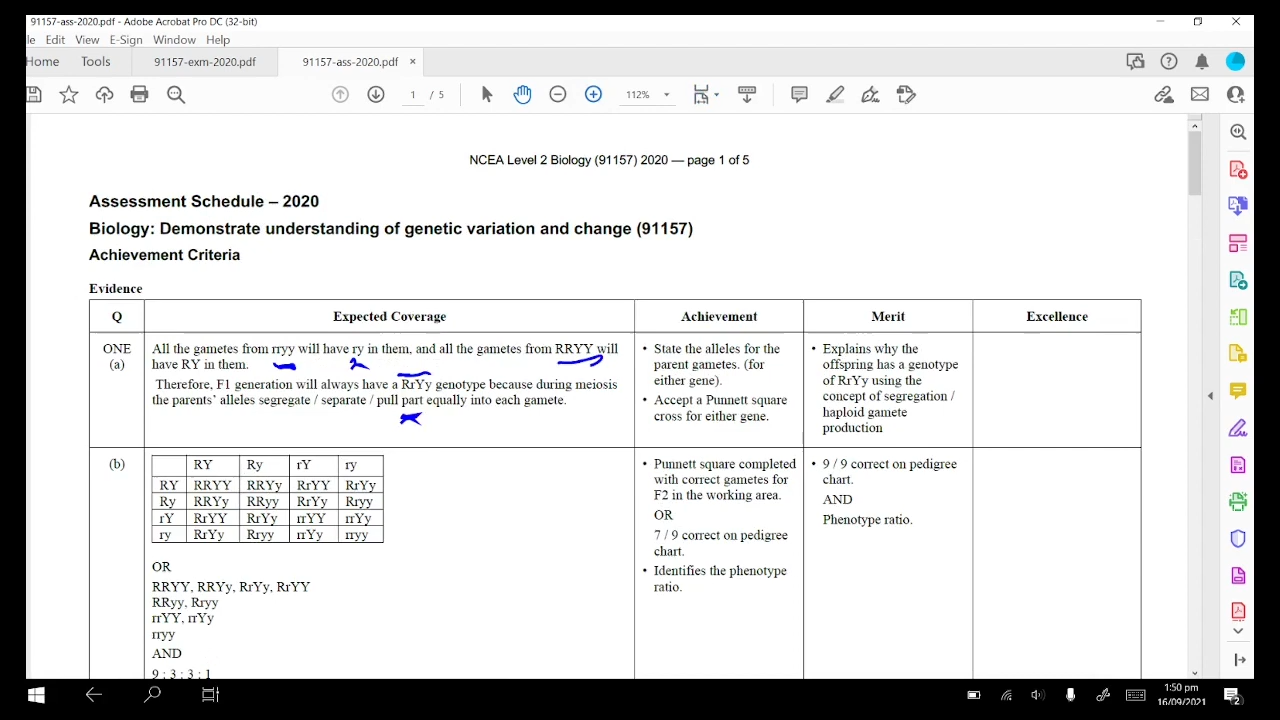 91157-ass-2020.pdf - Adobe Acrobat Pro DC (32-bit)
le Edit View E-Sign Window Help
Home Tools 91157-exm-2020.pdf 91157-ass-2020.pdf ×
1 / 5 112%
NCEA Level 2 Biology (91157) 2020 — page 1 of 5
Assessment Schedule – 2020
Biology: Demonstrate understanding of genetic variation and change (91157)
Achievement Criteria
Evidence
Q Expected Coverage Achievement Merit Excellence
ONE
(a)
All the gametes from rryy will have ry in them, and all the gametes from RRYY will
have RY in them.
Therefore, F1 generation will always have a RrYy genotype because during meiosis
the parents' alleles segregate / separate / pull part equally into each gamete.
• State the alleles for the
parent gametes. (for
either gene).
• Accept a Punnett square
cross for either gene.
• Explains why the
offspring has a genotype
of RrYy using the
concept of segregation /
haploid gamete
production
(b)
RY Ry rY ry
RY RRYY RRYy RrYY RrYy
Ry RRYy RRyy RrYy Rryy
rY RrYY RrYy rrYY rrYy
ry RrYy Rryy rrYy rryy
OR
RRYY, RRYy, RrYy, RrYY
RRyy, Rryy
rrYY, rrYy
rryy
AND
9 : 3 : 3 : 1
• Punnett square completed
with correct gametes for
F2 in the working area.
OR
7 / 9 correct on pedigree
chart.
• Identifies the phenotype
ratio.
• 9 / 9 correct on pedigree
chart.
AND
Phenotype ratio.
1:50 pm
16/09/2021
2